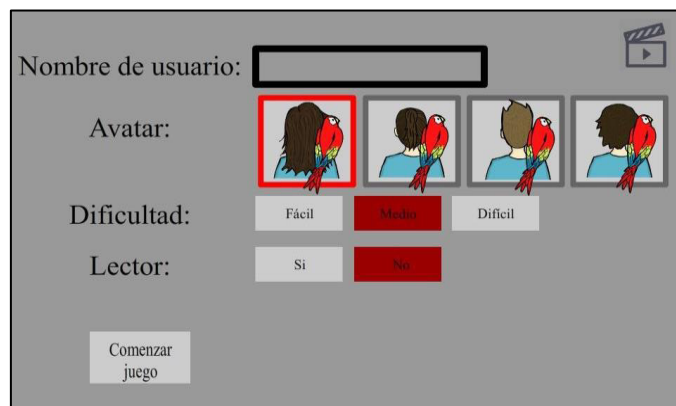 Nombre de usuario:
Avatar:
Dificultad:
Fácil Medio Difícil
Lector:
Si No
Comenzar
juego